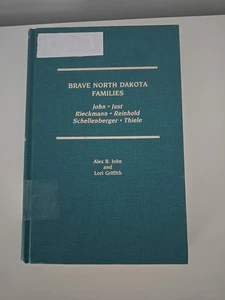 BRAVE NORTH DAKOTA
FAMILIES
John • Just
Rieckmann • Reinhold
Schellenberger • Thiele
Alex R. John
and
Lori Griffith